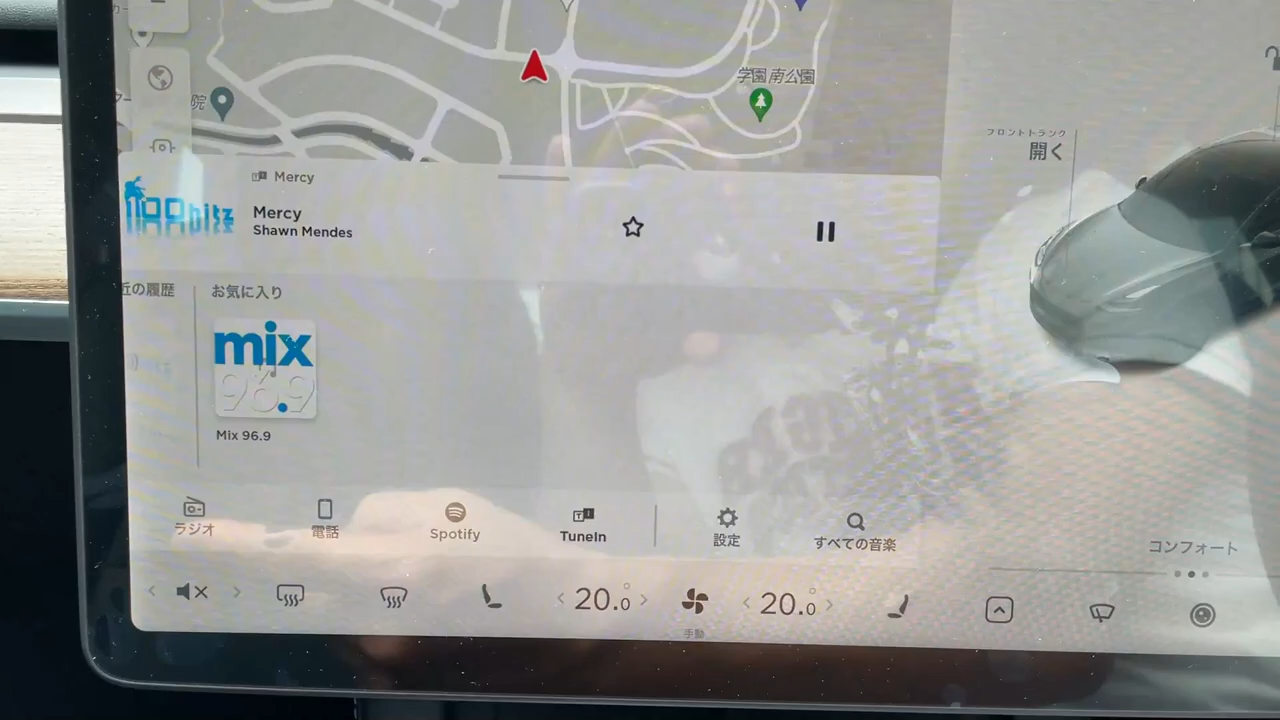 学園南公園
院
フロントトランク
開く
Mercy
Mercy
Shawn Mendes
100hitz
近の履歴
お気に入り
mix
96.9
Mix 96.9
ラジオ
電話
Spotify
TuneIn
設定
すべての音楽
コンフォート
20.0°
20.0°
手動